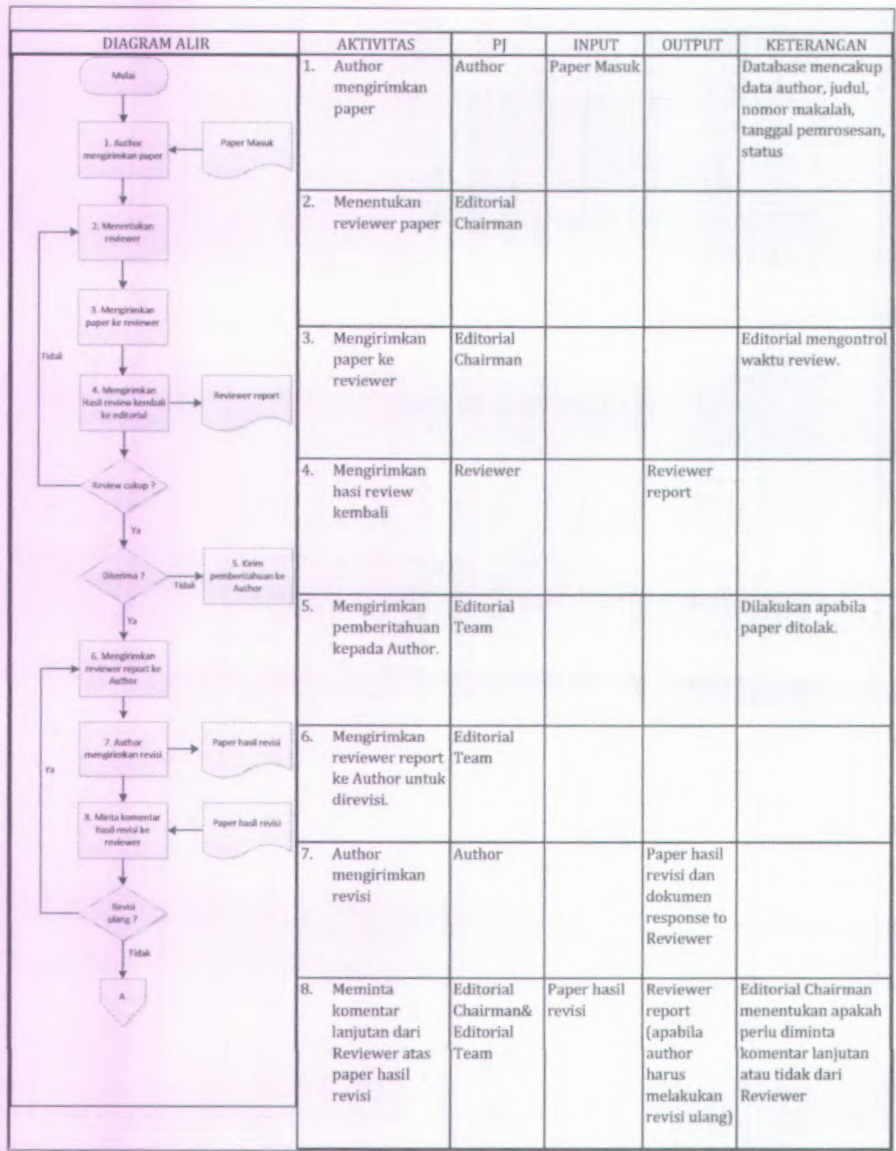 DIAGRAM ALIR
AKTIVITAS
PJ
INPUT
OUTPUT
KETERANGAN
Mulai
1. Author
mengirimkan paper
Paper Masuk
2. Menentukan
reviewer
3. Mengirimkan
paper ke reviewer
Tidak
4. Mengirimkan
Hasil review kembali
ke editorial
Reviewer report
Review cukup ?
Ya
Diterima ?
Tidak
5. Kirim
pemberitahuan ke
Author
Ya
6. Mengirimkan
reviewer report ke
Author
7. Author
mengirimkan revisi
Paper hasil revisi
Ya
8. Minta komentar
hasil revisi ke
reviewer
Paper hasil revisi
Revisi
ulang ?
Tidak
A
1. Author
mengirimkan
paper
Author
Paper Masuk
Database mencakup
data author, judul,
nomor makalah,
tanggal pemrosesan,
status
2. Menentukan
reviewer paper
Editorial
Chairman
3. Mengirimkan
paper ke
reviewer
Editorial
Chairman
Editorial mengontrol
waktu review.
4. Mengirimkan
hasi review
kembali
Reviewer
Reviewer
report
5. Mengirimkan
pemberitahuan
kepada Author.
Editorial
Team
Dilakukan apabila
paper ditolak.
6. Mengirimkan
reviewer report
ke Author untuk
direvisi.
Editorial
Team
7. Author
mengirimkan
revisi
Author
Paper hasil
revisi dan
dokumen
response to
Reviewer
8. Meminta
komentar
lanjutan dari
Reviewer atas
paper hasil
revisi
Editorial
Chairman&
Editorial
Team
Paper hasil
revisi
Reviewer
report
(apabila
author
harus
melakukan
revisi ulang)
Editorial Chairman
menentukan apakah
perlu diminta
komentar lanjutan
atau tidak dari
Reviewer